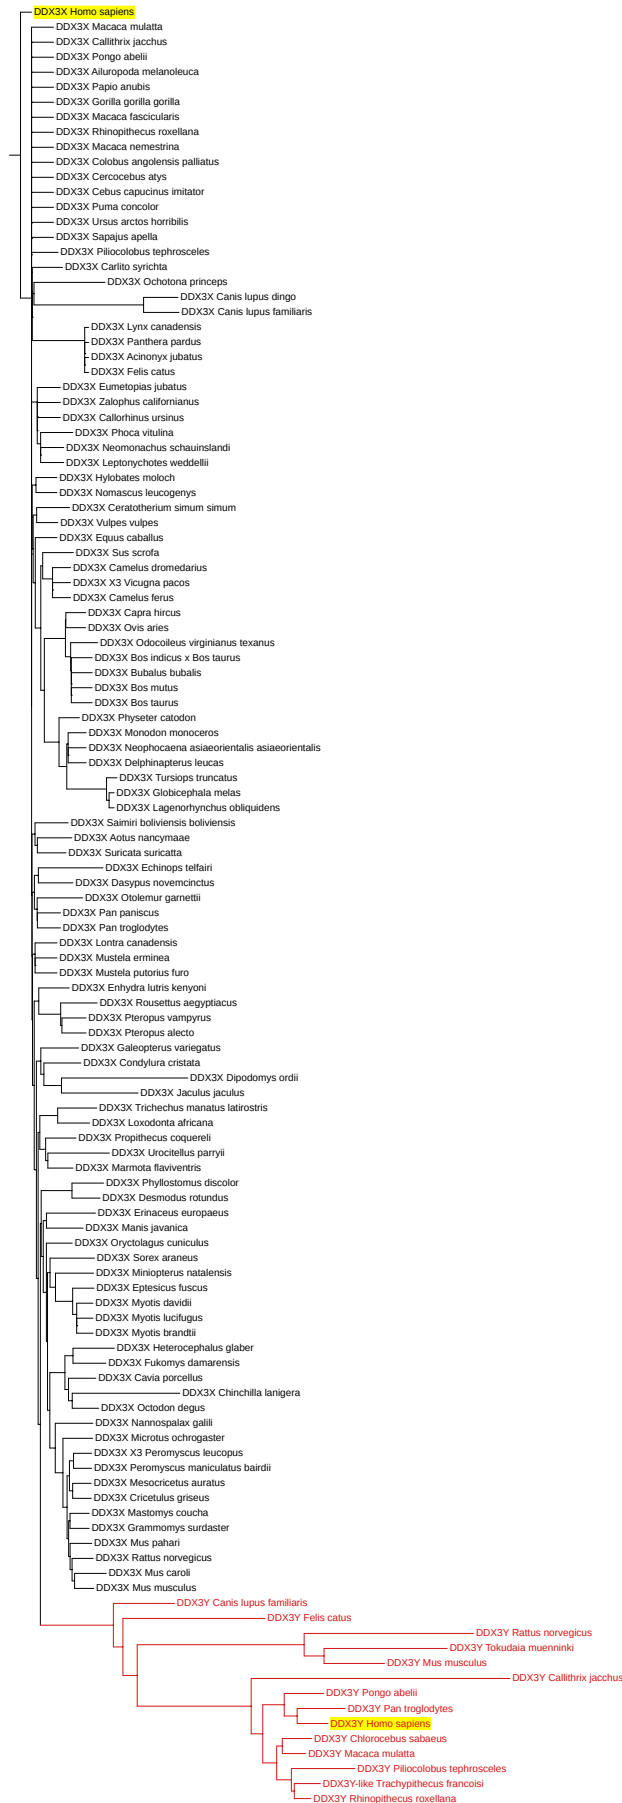 DDX3X Homo sapiens
DDX3X Macaca mulatta
DDX3X Callithrix jacchus
DDX3X Pongo abelii
DDX3X Ailuropoda melanoleuca
DDX3X Papio anubis
DDX3X Gorilla gorilla gorilla
DDX3X Macaca fascicularis
DDX3X Rhinopithecus roxellana
DDX3X Macaca nemestrina
DDX3X Colobus angolensis palliatus
DDX3X Cercocebus atys
DDX3X Cebus capucinus imitator
DDX3X Puma concolor
DDX3X Ursus arctos horribilis
DDX3X Sapajus apella
DDX3X Piliocolobus tephrosceles
DDX3X Carlito syrichta
DDX3X Ochotona princeps
DDX3X Canis lupus dingo
DDX3X Canis lupus familiaris
DDX3X Lynx canadensis
DDX3X Panthera pardus
DDX3X Acinonyx jubatus
DDX3X Felis catus
DDX3X Eumetopias jubatus
DDX3X Zalophus californianus
DDX3X Callorhinus ursinus
DDX3X Phoca vitulina
DDX3X Neomonachus schauinslandi
DDX3X Leptonychotes weddellii
DDX3X Hylobates moloch
DDX3X Nomascus leucogenys
DDX3X Ceratotherium simum simum
DDX3X Vulpes vulpes
DDX3X Equus caballus
DDX3X Sus scrofa
DDX3X Camelus dromedarius
DDX3X X3 Vicugna pacos
DDX3X Camelus ferus
DDX3X Capra hircus
DDX3X Ovis aries
DDX3X Odocoileus virginianus texanus
DDX3X Bos indicus x Bos taurus
DDX3X Bubalus bubalis
DDX3X Bos mutus
DDX3X Bos taurus
DDX3X Physeter catodon
DDX3X Monodon monoceros
DDX3X Neophocaena asiaeorientalis asiaeorientalis
DDX3X Delphinapterus leucas
DDX3X Tursiops truncatus
DDX3X Globicephala melas
DDX3X Lagenorhynchus obliquidens
DDX3X Saimiri boliviensis boliviensis
DDX3X Aotus nancymaae
DDX3X Suricata suricatta
DDX3X Echinops telfairi
DDX3X Dasypus novemcinctus
DDX3X Otolemur garnettii
DDX3X Pan paniscus
DDX3X Pan troglodytes
DDX3X Lontra canadensis
DDX3X Mustela erminea
DDX3X Mustela putorius furo
DDX3X Enhydra lutris kenyoni
DDX3X Rousettus aegyptiacus
DDX3X Pteropus vampyrus
DDX3X Pteropus alecto
DDX3X Galeopterus variegatus
DDX3X Condylura cristata
DDX3X Dipodomys ordii
DDX3X Jaculus jaculus
DDX3X Trichechus manatus latirostris
DDX3X Loxodonta africana
DDX3X Propithecus coquereli
DDX3X Urocitellus parryii
DDX3X Marmota flaviventris
DDX3X Phyllostomus discolor
DDX3X Desmodus rotundus
DDX3X Erinaceus europaeus
DDX3X Manis javanica
DDX3X Oryctolagus cuniculus
DDX3X Sorex araneus
DDX3X Miniopterus natalensis
DDX3X Eptesicus fuscus
DDX3X Myotis davidii
DDX3X Myotis lucifugus
DDX3X Myotis brandtii
DDX3X Heterocephalus glaber
DDX3X Fukomys damarensis
DDX3X Cavia porcellus
DDX3X Chinchilla lanigera
DDX3X Octodon degus
DDX3X Nannospalax galili
DDX3X Microtus ochrogaster
DDX3X X3 Peromyscus leucopus
DDX3X Peromyscus maniculatus bairdii
DDX3X Mesocricetus auratus
DDX3X Cricetulus griseus
DDX3X Mastomys coucha
DDX3X Grammomys surdaster
DDX3X Mus pahari
DDX3X Rattus norvegicus
DDX3X Mus caroli
DDX3X Mus musculus
DDX3Y Canis lupus familiaris
DDX3Y Felis catus
DDX3Y Rattus norvegicus
DDX3Y Tokudaia muenninki
DDX3Y Mus musculus
DDX3Y Callithrix jacchus
DDX3Y Pongo abelii
DDX3Y Pan troglodytes
DDX3Y Homo sapiens
DDX3Y Chlorocebus sabaeus
DDX3Y Macaca mulatta
DDX3Y Piliocolobus tephrosceles
DDX3Y-like Trachypithecus francoisi
DDX3Y Rhinopithecus roxellana